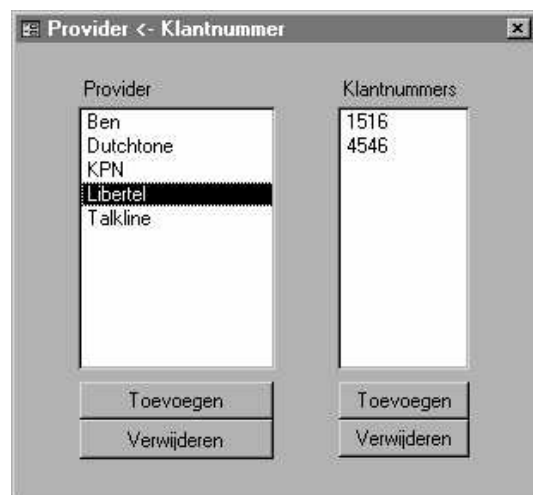 Provider <- Klantnummer
Provider
Ben
Dutchtone
KPN
Libertel
Talkline
Toevoegen
Verwijderen
Klantnummers
1516
4546
Toevoegen
Verwijderen